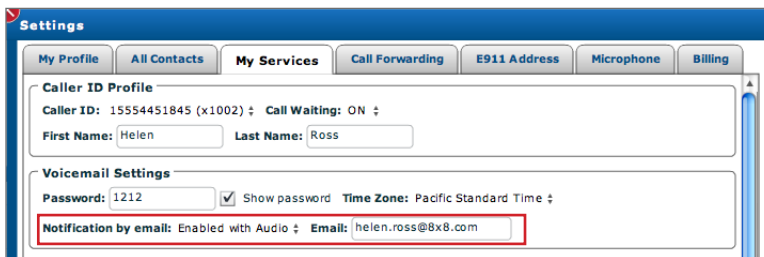 Settings
My Profile All Contacts My Services Call Forwarding E911 Address Microphone Billing
Caller ID Profile
Caller ID: 15554451845 (x1002) Call Waiting: ON
First Name: Helen Last Name: Ross
Voicemail Settings
Password: 1212 Show password Time Zone: Pacific Standard Time
Notification by email: Enabled with Audio Email: helen.ross@8x8.com